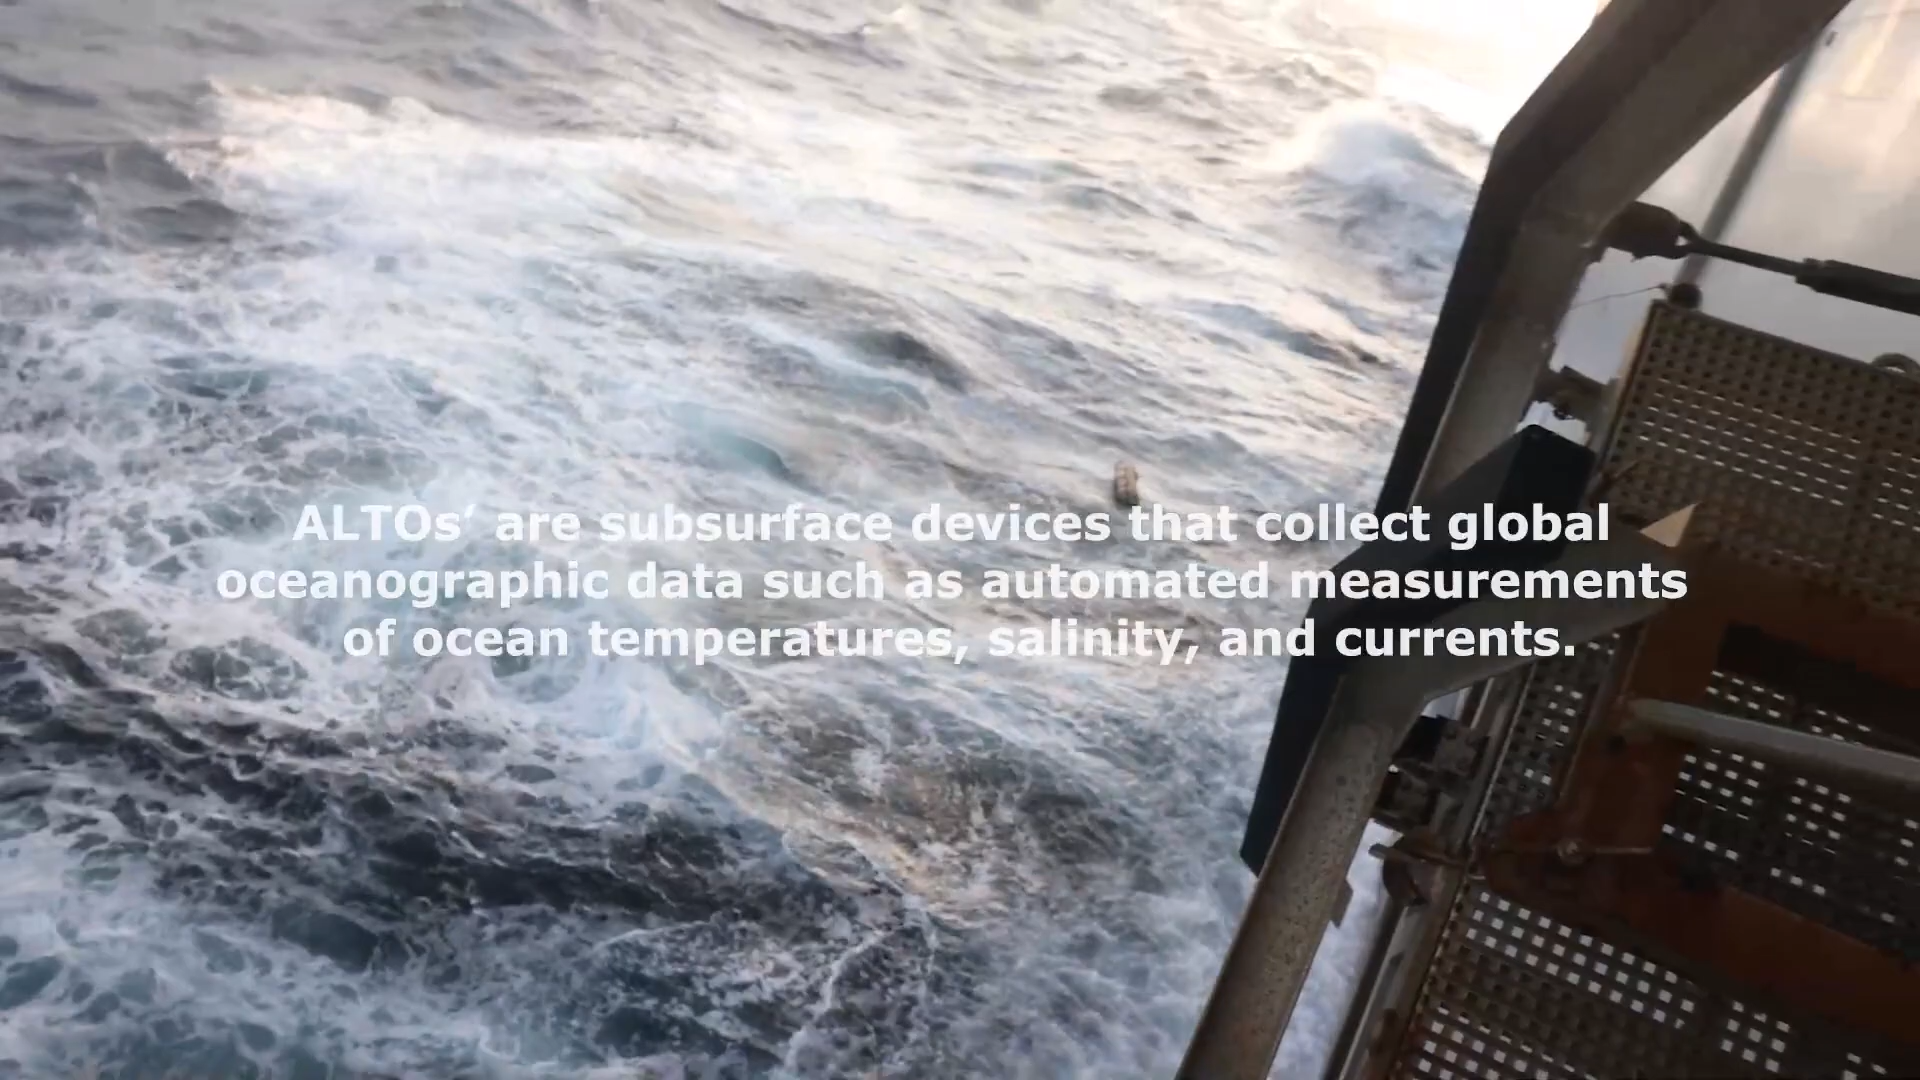 ALTOs‘ are subsurface devices that collect global
oceanographic data such as automated measurements
of ocean temperatures, salinity, and currents.